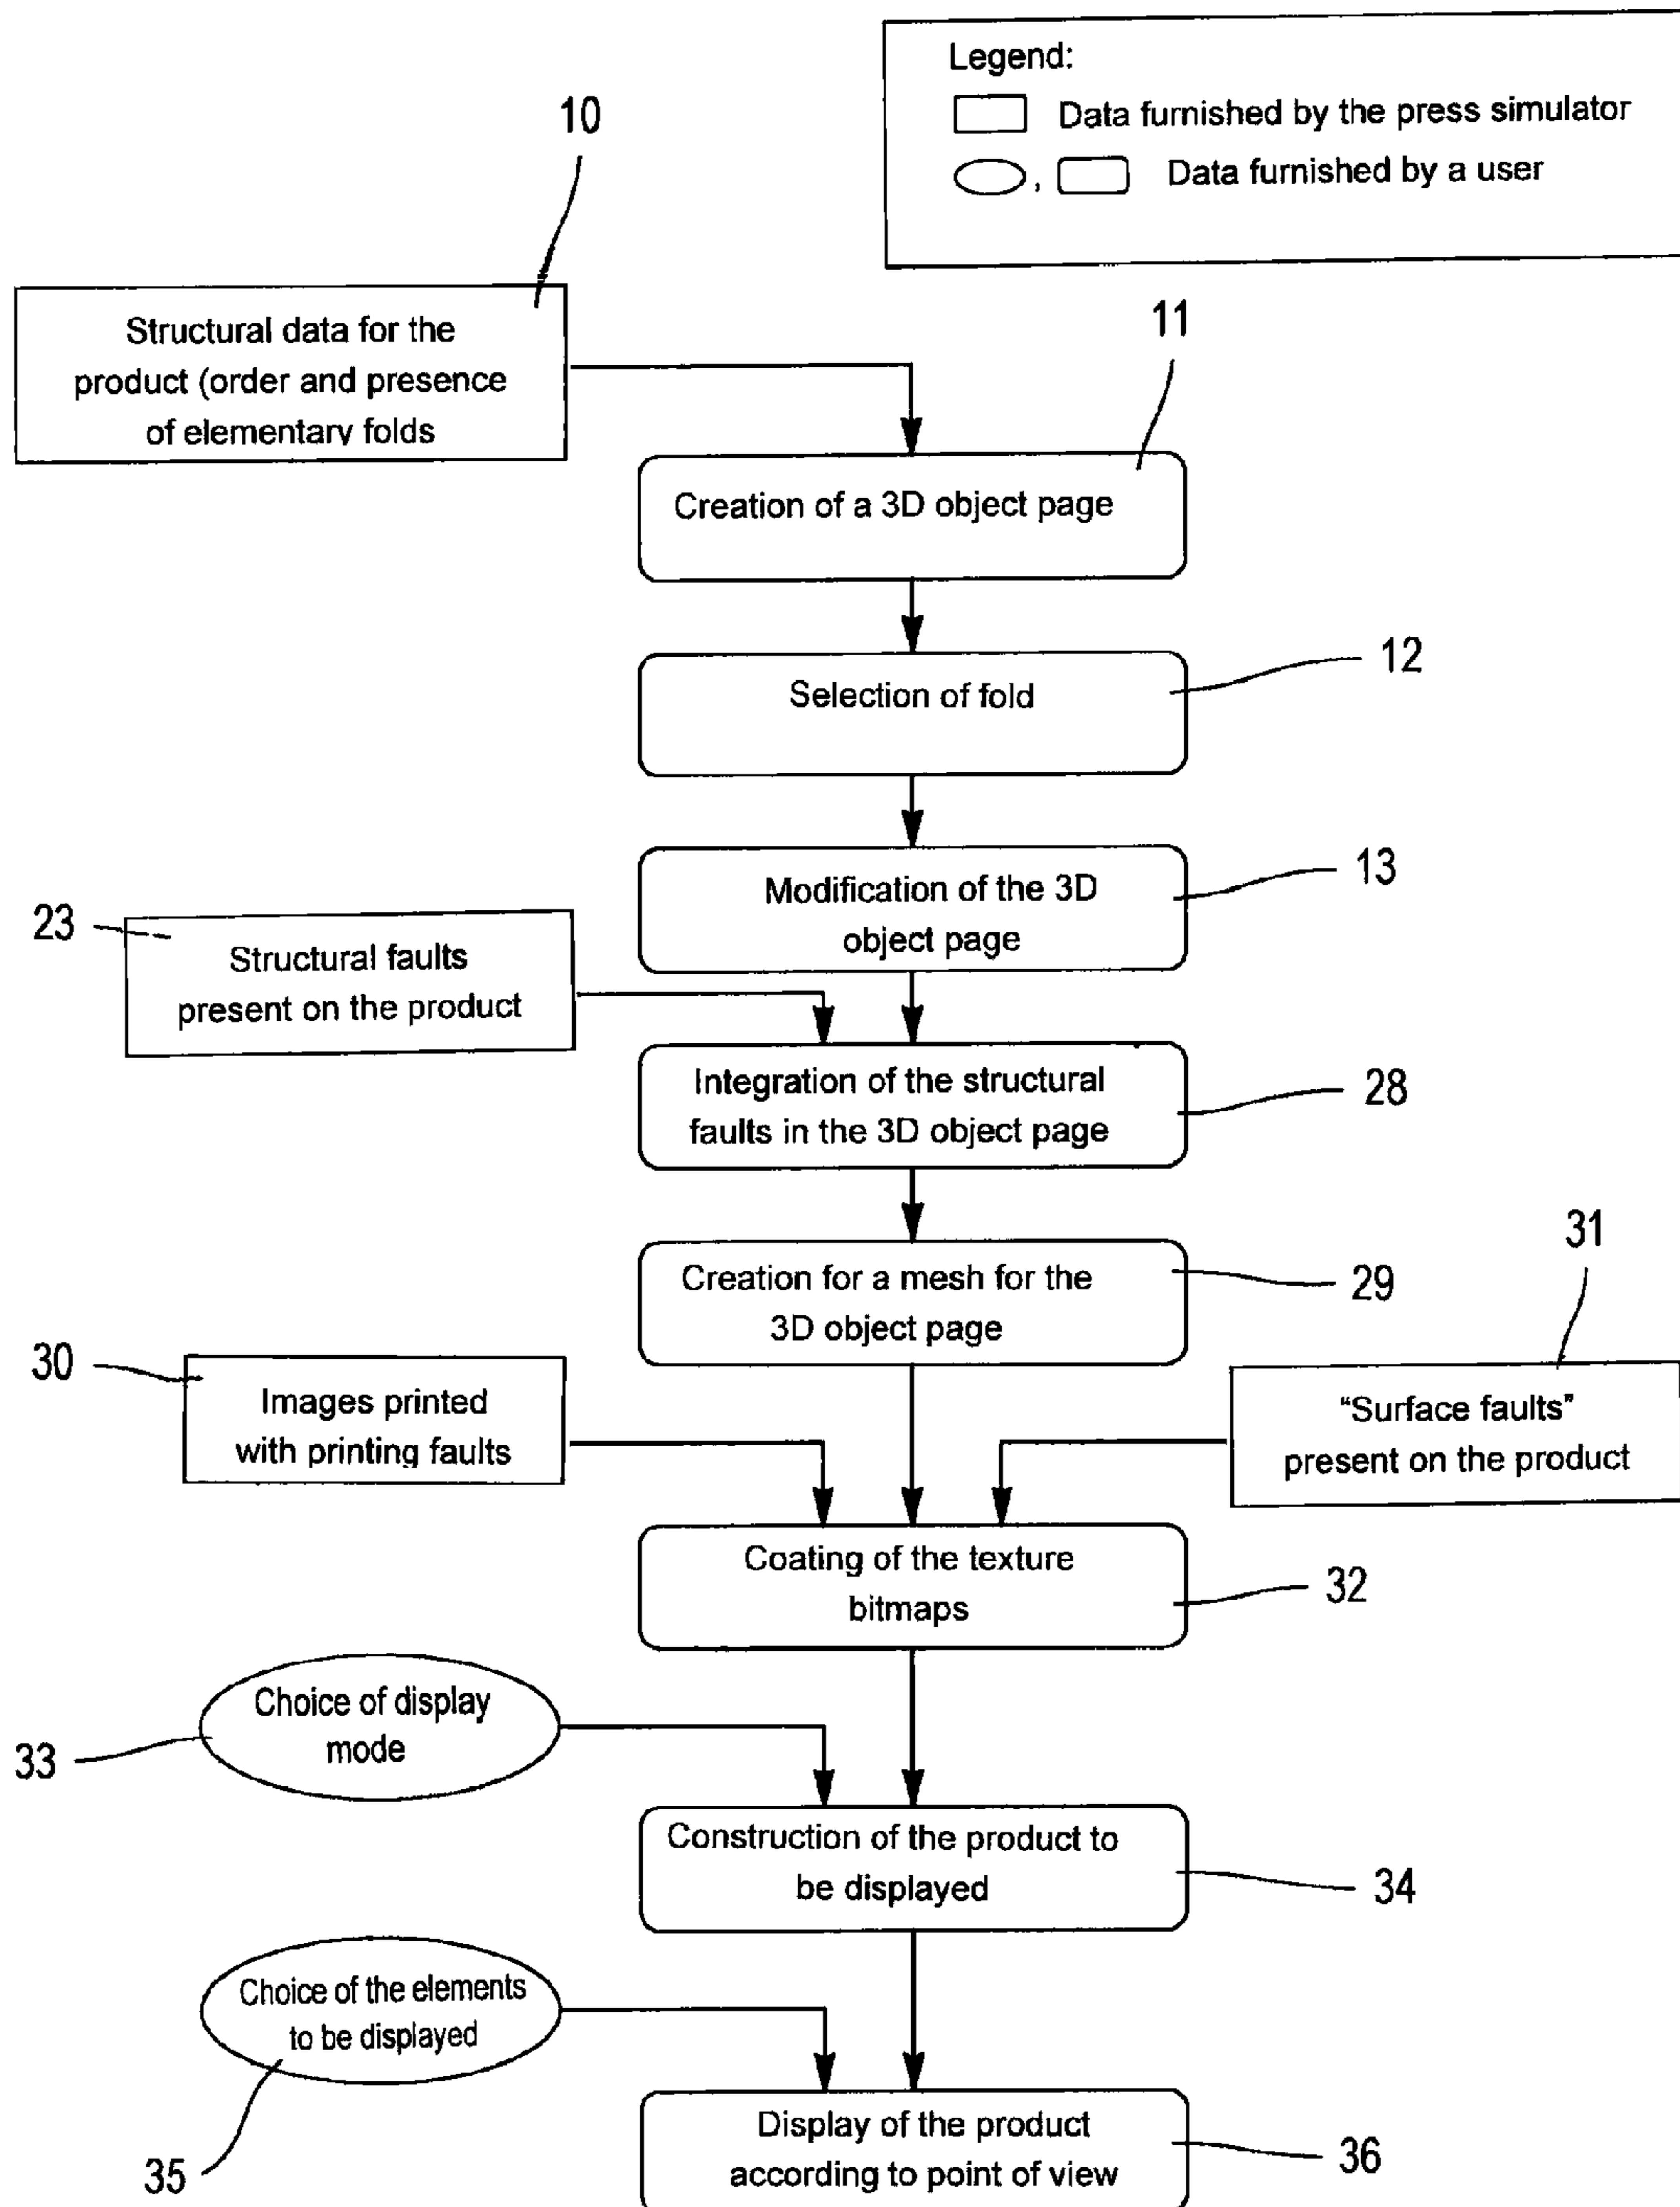 Legend:
Data furnished by the press simulator
, Data furnished by a user
10
Structural data for the
product (order and presence
of elementary folds
11
Creation of a 3D object page
Selection of fold
12
Modification of the 3D
object page
13
23
Structural faults
present on the product
Integration of the structural
faults in the 3D object page
28
Creation for a mesh for the
3D object page
29
30
Images printed
with printing faults
31
“Surface faults”
present on the product
Coating of the texture
bitmaps
32
Choice of display
mode
33
Construction of the product to
be displayed
34
Choice of the elements
to be displayed
35
Display of the product
according to point of view
36